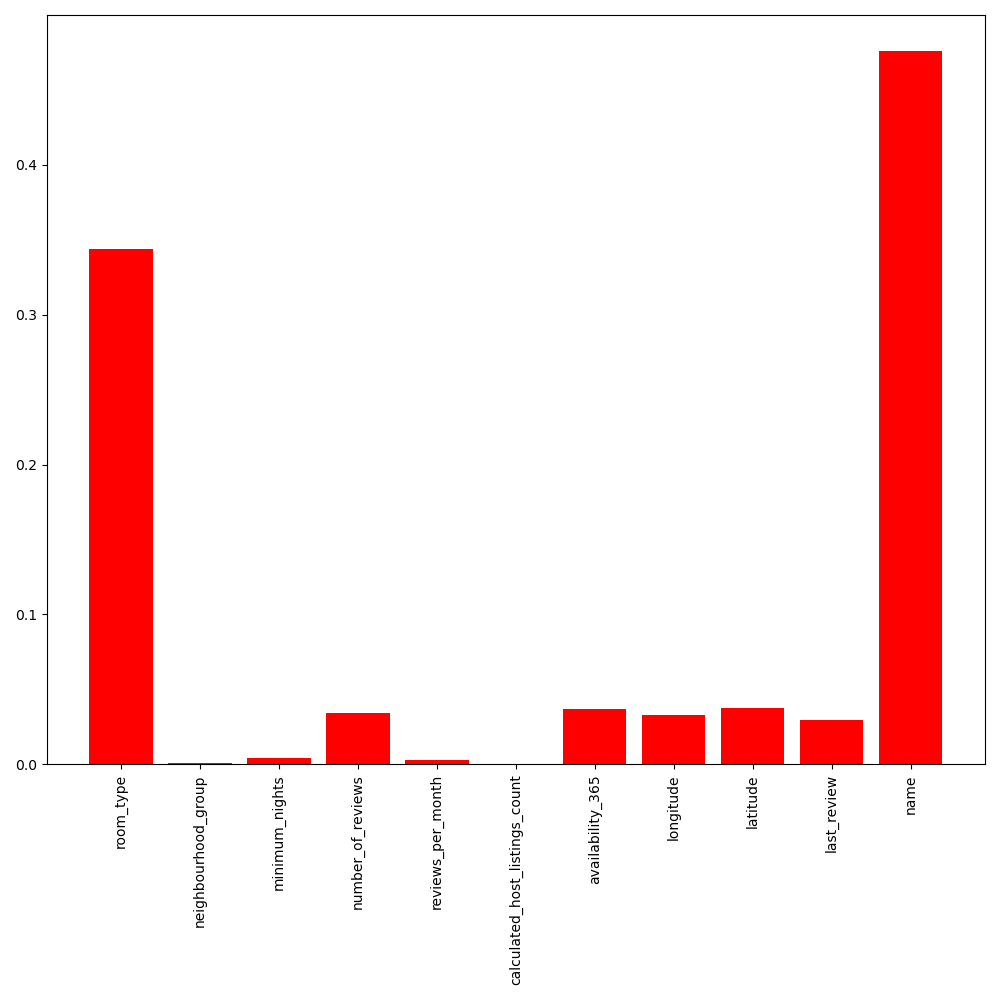 0.4
0.3
0.2
0.1
0.0
room_type
neighbourhood_group
minimum_nights
number_of_reviews
reviews_per_month
calculated_host_listings_count
availability_365
longitude
latitude
last_review
name